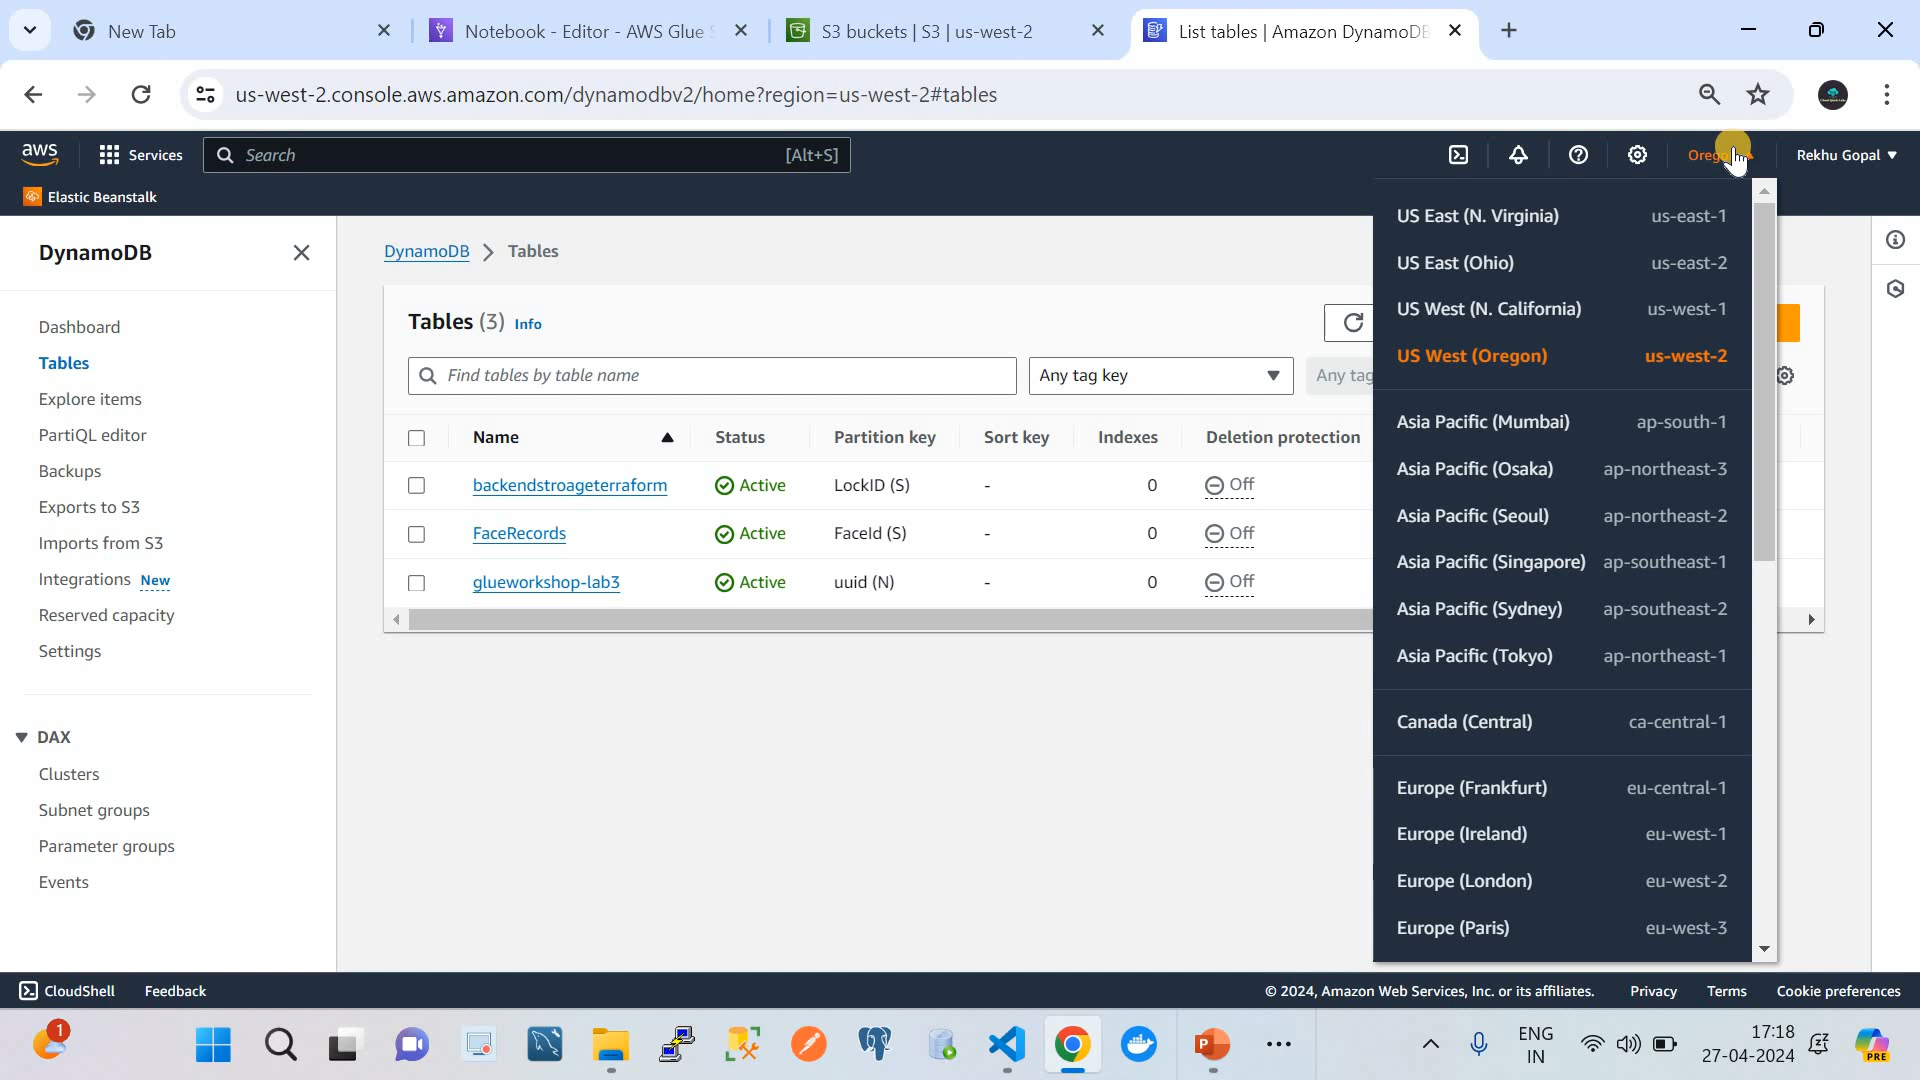 New Tab
Notebook - Editor - AWS Glue S
S3 buckets | S3 | us-west-2
List tables | Amazon DynamoDB
us-west-2.console.aws.amazon.com/dynamodbv2/home?region=us-west-2#tables
aws
Services
Search
[Alt+S]
Rekhu Gopal
Elastic Beanstalk
DynamoDB
Dashboard
Tables
Explore items
PartiQL editor
Backups
Exports to S3
Imports from S3
Integrations New
Reserved capacity
Settings
DAX
Clusters
Subnet groups
Parameter groups
Events
DynamoDB
Tables
Tables (3) Info
Find tables by table name
Any tag key
Any tag
Name
Status
Partition key
Sort key
Indexes
Deletion protection
backendstroageterraform
Active
LockID (S)
-
0
Off
FaceRecords
Active
FaceId (S)
-
0
Off
glueworkshop-lab3
Active
uuid (N)
-
0
Off
US East (N. Virginia) us-east-1
US East (Ohio) us-east-2
US West (N. California) us-west-1
US West (Oregon) us-west-2
Asia Pacific (Mumbai) ap-south-1
Asia Pacific (Osaka) ap-northeast-3
Asia Pacific (Seoul) ap-northeast-2
Asia Pacific (Singapore) ap-southeast-1
Asia Pacific (Sydney) ap-southeast-2
Asia Pacific (Tokyo) ap-northeast-1
Canada (Central) ca-central-1
Europe (Frankfurt) eu-central-1
Europe (Ireland) eu-west-1
Europe (London) eu-west-2
Europe (Paris) eu-west-3
CloudShell
Feedback
© 2024, Amazon Web Services, Inc. or its affiliates.
Privacy
Terms
Cookie preferences
1
ENG
IN
17:18
27-04-2024
PRE